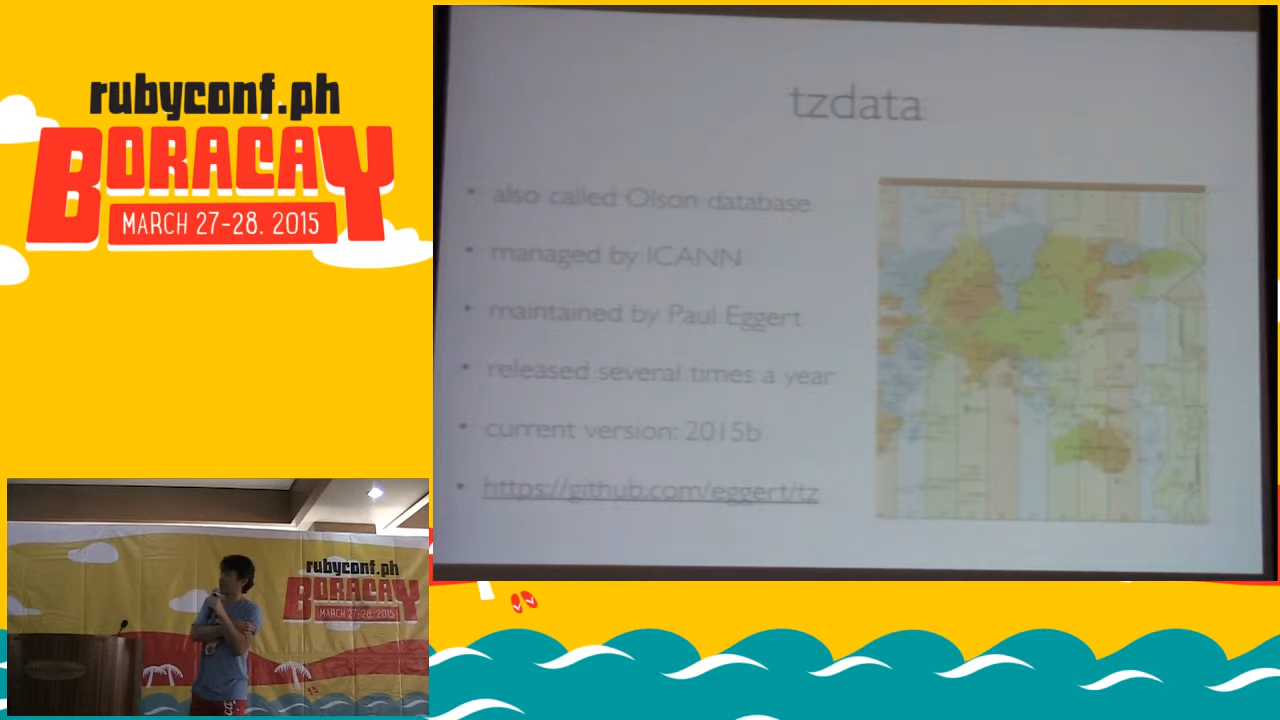 rubyconf.ph
BORACAY
MARCH 27-28, 2015
tzdata
• also called Olson database
• managed by ICANN
• maintained by Paul Eggert
• released several times a year
• current version: 2015b
• https://github.com/eggert/tz
rubyconf.ph
BORACAY
MARCH 27-28, 2015